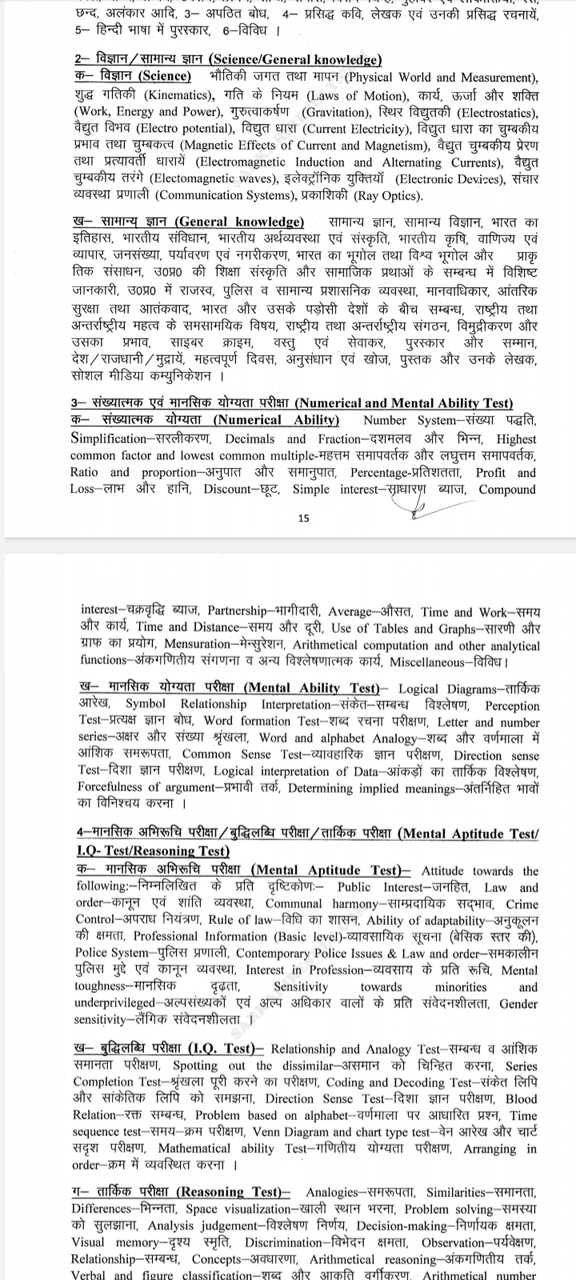 छन्द, अलंकार आदि, 3– अपठित बोध, 4– प्रसिद्ध कवि, लेखक एवं उनकी प्रसिद्ध रचनायें,
5– हिन्दी भाषा में पुरस्कार, 6–विविध ।
2– विज्ञान/सामान्य ज्ञान (Science/General knowledge)
क– विज्ञान (Science) भौतिकी जगत तथा मापन (Physical World and Measurement),
शुद्ध गतिकी (Kinematics), गति के नियम (Laws of Motion), कार्य, ऊर्जा और शक्ति
(Work, Energy and Power), गुरुत्वाकर्षण (Gravitation), स्थिर विद्युतकी (Electrostatics),
वैद्युत विभव (Electro potential), विद्युत धारा (Current Electricity), विद्युत धारा का चुम्बकीय
प्रभाव तथा चुम्बकत्व (Magnetic Effects of Current and Magnetism), वैद्युत चुम्बकीय प्रेरण
तथा प्रत्यावर्ती धारायें (Electromagnetic Induction and Alternating Currents), वैद्युत
चुम्बकीय तरंगे (Electomagnetic waves), इलेक्ट्रॉनिक युक्तियॉं (Electronic Devices), संचार
व्यवस्था प्रणाली (Communication Systems), प्रकाशिकी (Ray Optics).
ख– सामान्य ज्ञान (General knowledge) सामान्य ज्ञान, सामान्य विज्ञान, भारत का
इतिहास, भारतीय संविधान, भारतीय अर्थव्यवस्था एवं संस्कृति, भारतीय कृषि, वाणिज्य एवं
व्यापार, जनसंख्या, पर्यावरण एवं नगरीकरण, भारत का भूगोल तथा विश्व भूगोल और प्राकृ
तिक संसाधन, उ0प्र0 की शिक्षा संस्कृति और सामाजिक प्रथाओं के सम्बन्ध में विशिष्ट
जानकारी, उ0प्र0 में राजस्व, पुलिस व सामान्य प्रशासनिक व्यवस्था, मानवाधिकार, आंतरिक
सुरक्षा तथा आतंकवाद, भारत और उसके पड़ोसी देशों के बीच सम्बन्ध, राष्ट्रीय तथा
अन्तर्राष्ट्रीय महत्व के समसामयिक विषय, राष्ट्रीय तथा अन्तर्राष्ट्रीय संगठन, विमुद्रीकरण और
उसका प्रभाव, साइबर क्राइम, वस्तु एवं सेवाकर, पुरस्कार और सम्मान,
देश/राजधानी/मुद्रायें, महत्वपूर्ण दिवस, अनुसंधान एवं खोज, पुस्तक और उनके लेखक,
सोशल मीडिया कम्युनिकेशन ।
3– संख्यात्मक एवं मानसिक योग्यता परीक्षा (Numerical and Mental Ability Test)
क– संख्यात्मक योग्यता (Numerical Ability) Number System–संख्या पद्धति,
Simplification–सरलीकरण, Decimals and Fraction–दशमलव और भिन्न, Highest
common factor and lowest common multiple-महत्तम समापवर्तक और लघुत्तम समापवर्तक,
Ratio and proportion–अनुपात और समानुपात, Percentage-प्रतिशतता, Profit and
Loss–लाभ और हानि, Discount–छूट, Simple interest–साधारण ब्याज, Compound
15
interest–चक्रवृद्धि ब्याज, Partnership–भागीदारी, Average–औसत, Time and Work–समय
और कार्य, Time and Distance–समय और दूरी, Use of Tables and Graphs–सारणी और
ग्राफ का प्रयोग, Mensuration–मेन्सुरेशन, Arithmetical computation and other analytical
functions–अंकगणितीय संगणना व अन्य विश्लेषणात्मक कार्य, Miscellaneous–विविध।
ख– मानसिक योग्यता परीक्षा (Mental Ability Test)– Logical Diagrams–तार्किक
आरेख, Symbol Relationship Interpretation–संकेत–सम्बन्ध विश्लेषण, Perception
Test–प्रत्यक्ष ज्ञान बोध, Word formation Test–शब्द रचना परीक्षण, Letter and number
series–अक्षर और संख्या श्रृंखला, Word and alphabet Analogy–शब्द और वर्णमाला में
आंशिक समरूपता, Common Sense Test–व्यावहारिक ज्ञान परीक्षण, Direction sense
Test–दिशा ज्ञान परीक्षण, Logical interpretation of Data–आंकड़ों का तार्किक विश्लेषण,
Forcefulness of argument–प्रभावी तर्क, Determining implied meanings–अंतर्निहित भावों
का विनिश्चय करना ।
4–मानसिक अभिरूचि परीक्षा/बुद्धिलब्धि परीक्षा/तार्किक परीक्षा (Mental Aptitude Test/
I.Q- Test/Reasoning Test)
क– मानसिक अभिरूचि परीक्षा (Mental Aptitude Test)– Attitude towards the
following:–निम्नलिखित के प्रति दृष्टिकोणः– Public Interest–जनहित, Law and
order–कानून एवं शांति व्यवस्था, Communal harmony–साम्प्रदायिक सद्भाव, Crime
Control–अपराध नियंत्रण, Rule of law–विधि का शासन, Ability of adaptability–अनुकूलन
की क्षमता, Professional Information (Basic level)-व्यावसायिक सूचना (बेसिक स्तर की),
Police System–पुलिस प्रणाली, Contemporary Police Issues & Law and order–समकालीन
पुलिस मुद्दे एवं कानून व्यवस्था, Interest in Profession–व्यवसाय के प्रति रूचि, Mental
toughness–मानसिक दृढ़ता, Sensitivity towards minorities and
underprivileged–अल्पसंख्यकों एवं अल्प अधिकार वालों के प्रति संवेदनशीलता, Gender
sensitivity–लैंगिक संवेदनशीलता ।
ख– बुद्धिलब्धि परीक्षा (I.Q. Test)– Relationship and Analogy Test–सम्बन्ध व आंशिक
समानता परीक्षण, Spotting out the dissimilar–असमान को चिन्हित करना, Series
Completion Test–श्रृंखला पूरी करने का परीक्षण, Coding and Decoding Test–संकेत लिपि
और सांकेतिक लिपि को समझना, Direction Sense Test–दिशा ज्ञान परीक्षण, Blood
Relation–रक्त सम्बन्ध, Problem based on alphabet–वर्णमाला पर आधारित प्रश्न, Time
sequence test–समय–क्रम परीक्षण, Venn Diagram and chart type test–वेन आरेख और चार्ट
सदृश परीक्षण, Mathematical ability Test–गणितीय योग्यता परीक्षण, Arranging in
order–क्रम में व्यवस्थित करना ।
ग– तार्किक परीक्षा (Reasoning Test)– Analogies–समरूपता, Similarities–समानता,
Differences–भिन्नता, Space visualization–खाली स्थान भरना, Problem solving–समस्या
को सुलझाना, Analysis judgement–विश्लेषण निर्णय, Decision-making–निर्णायक क्षमता,
Visual memory–दृश्य स्मृति, Discrimination–विभेदन क्षमता, Observation–पर्यवेक्षण,
Relationship–सम्बन्ध, Concepts–अवधारणा, Arithmetical reasoning–अंकगणितीय तर्क,
Verbal and figure classification–शब्द और आकृति वर्गीकरण, Arithmetical number